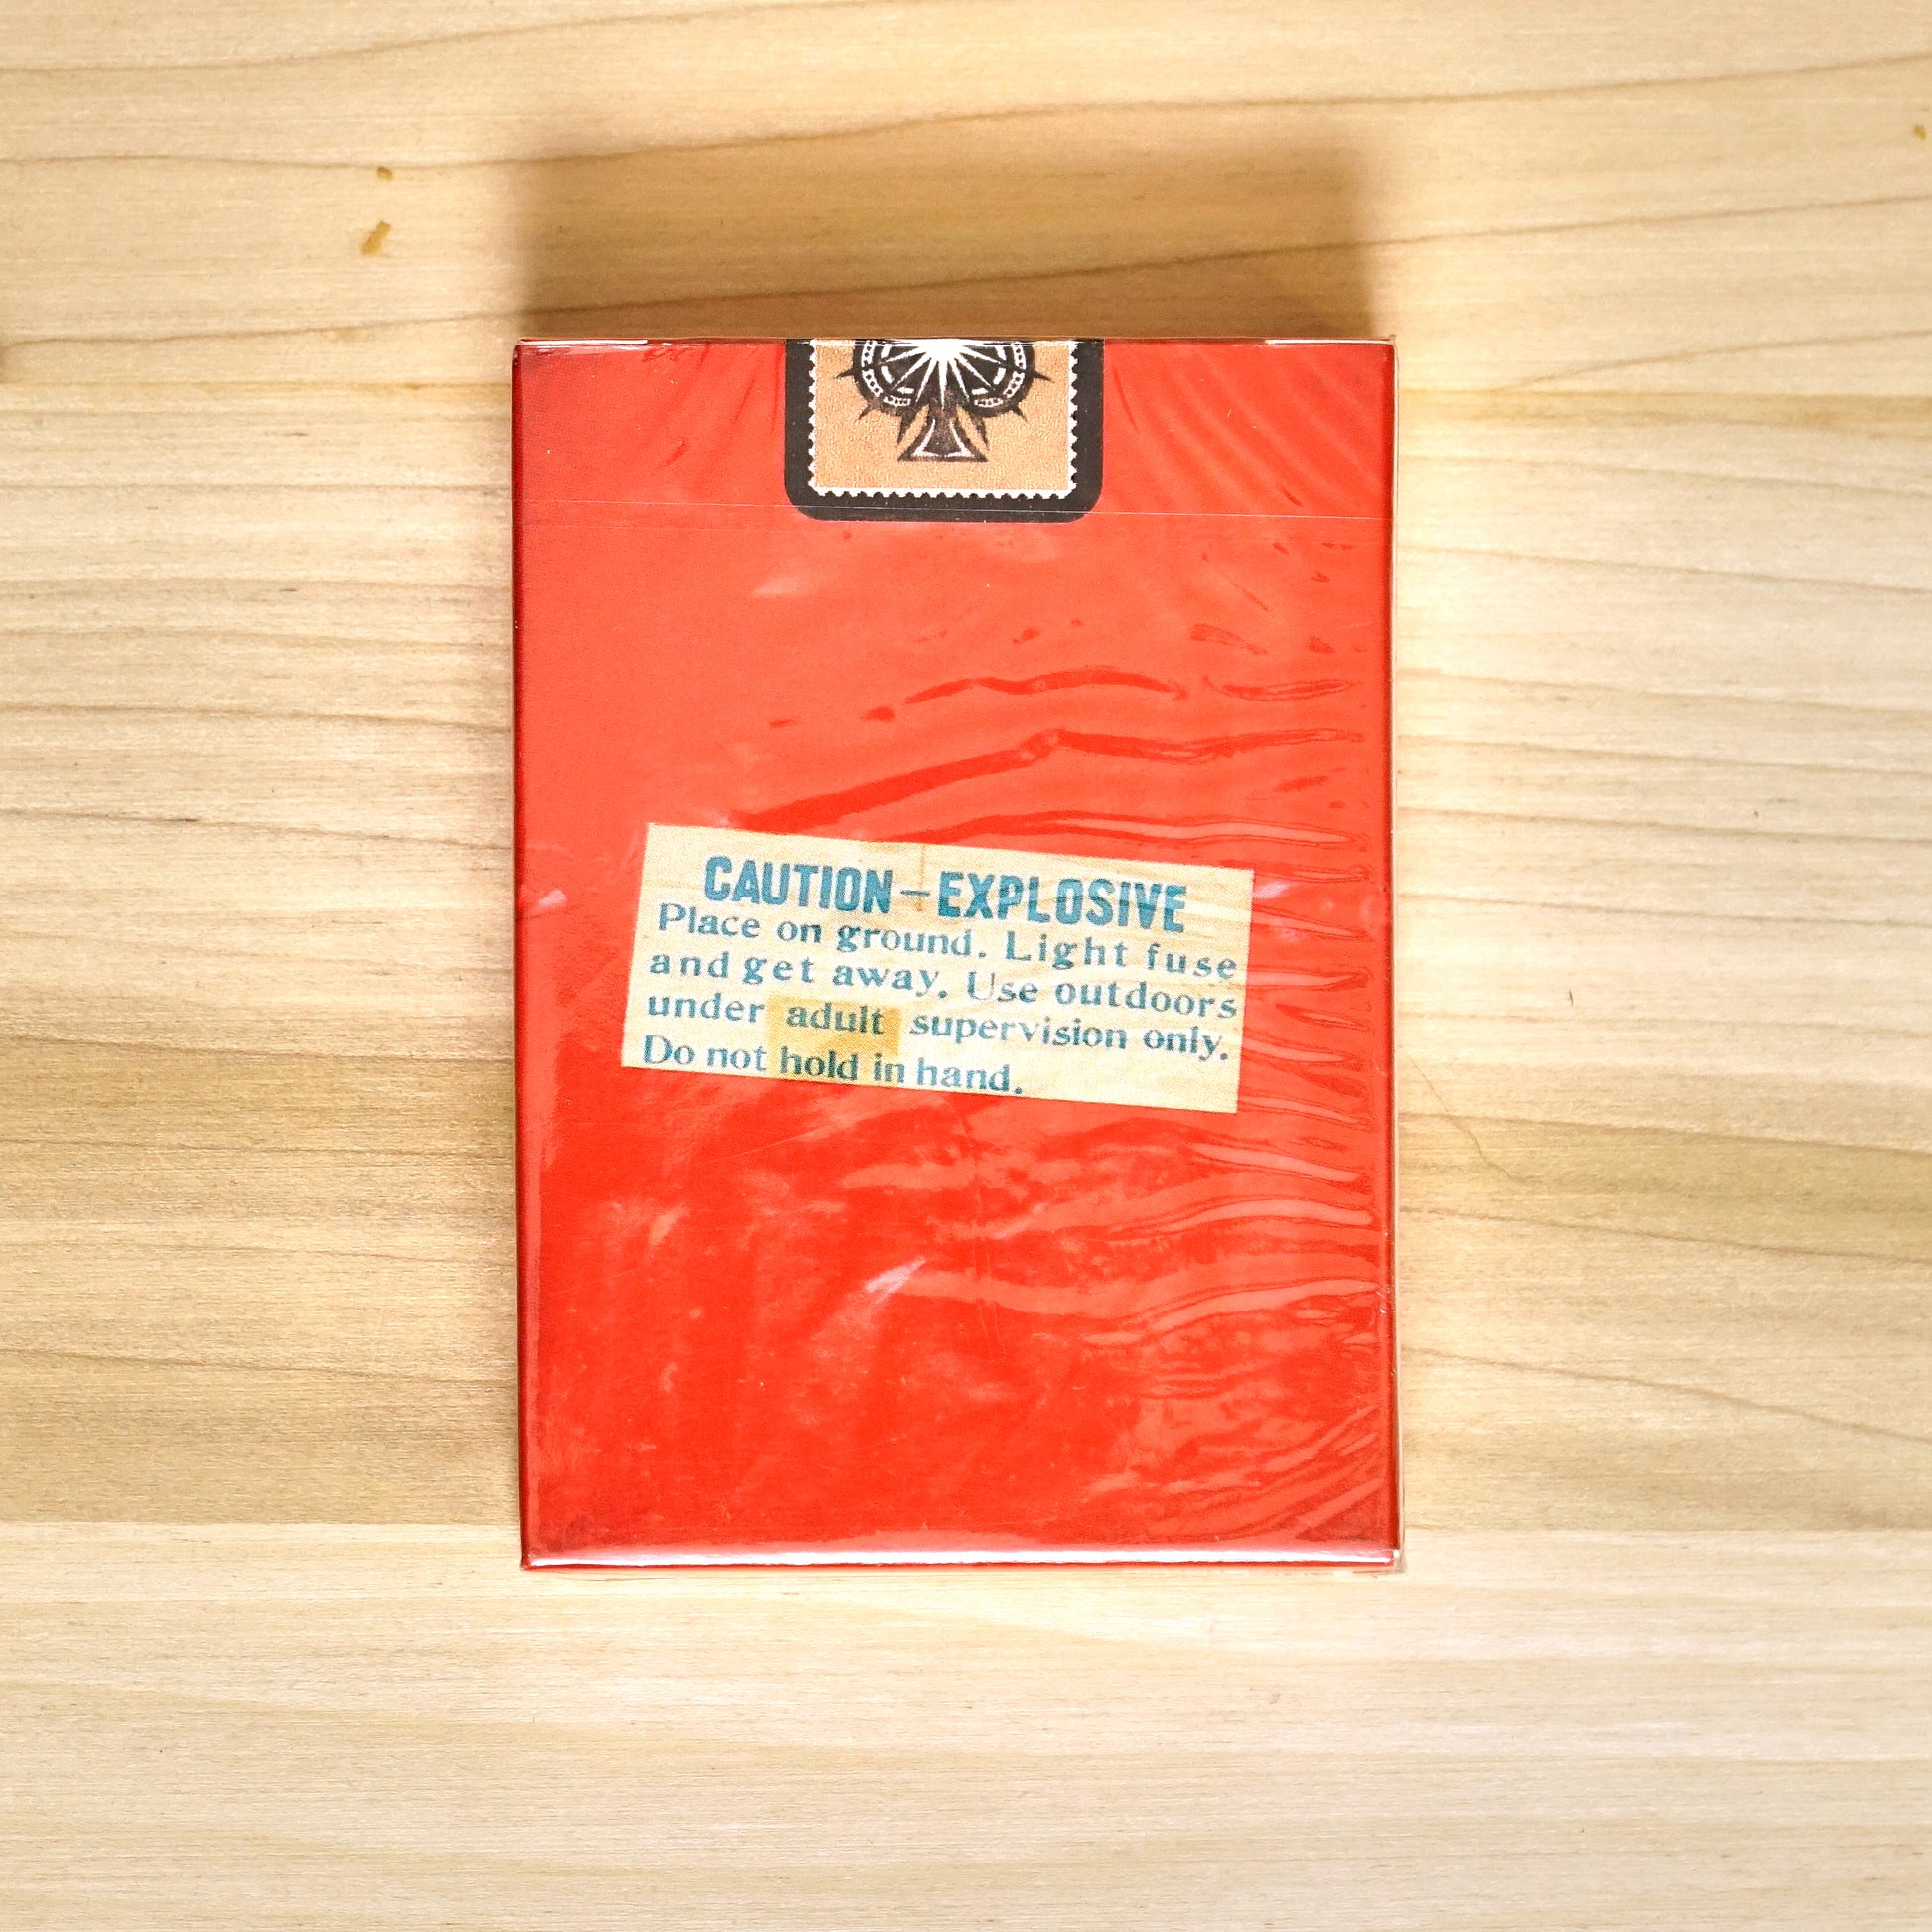 CAUTION—EXPLOSIVE
Place on ground. Light fuse
and get away. Use outdoors
under adult supervision only.
Do not hold in hand.